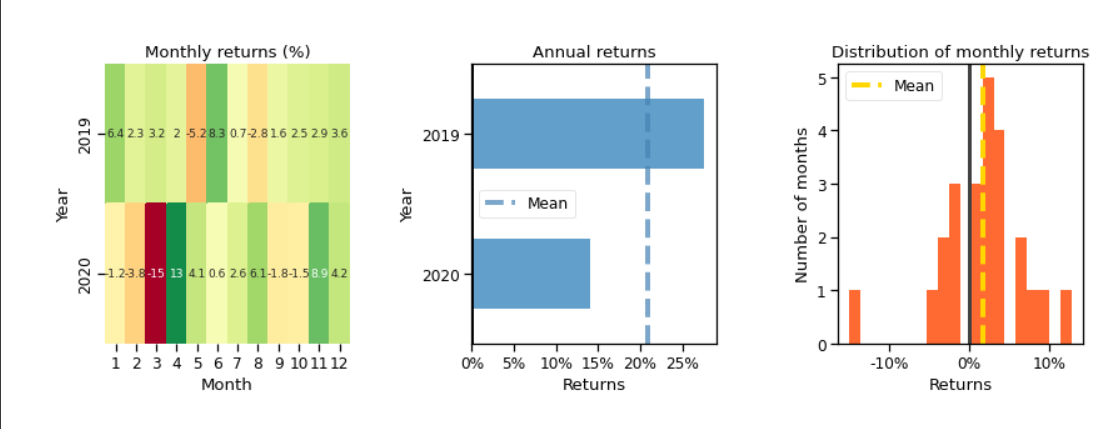 Monthly returns (%)
Year
2019
6.4 2.3 3.2 2 -5.2 8.3 0.7 -2.8 1.6 2.5 2.9 3.6
2020
-1.2 -3.8 -15 13 4.1 0.6 2.6 6.1 -1.8 -1.5 8.9 4.2
1 2 3 4 5 6 7 8 9 10 11 12
Month
Annual returns
Year
2019
Mean
2020
0% 5% 10% 15% 20% 25%
Returns
Distribution of monthly returns
Mean
Number of months
5
4
3
2
1
0
-10% 0% 10%
Returns